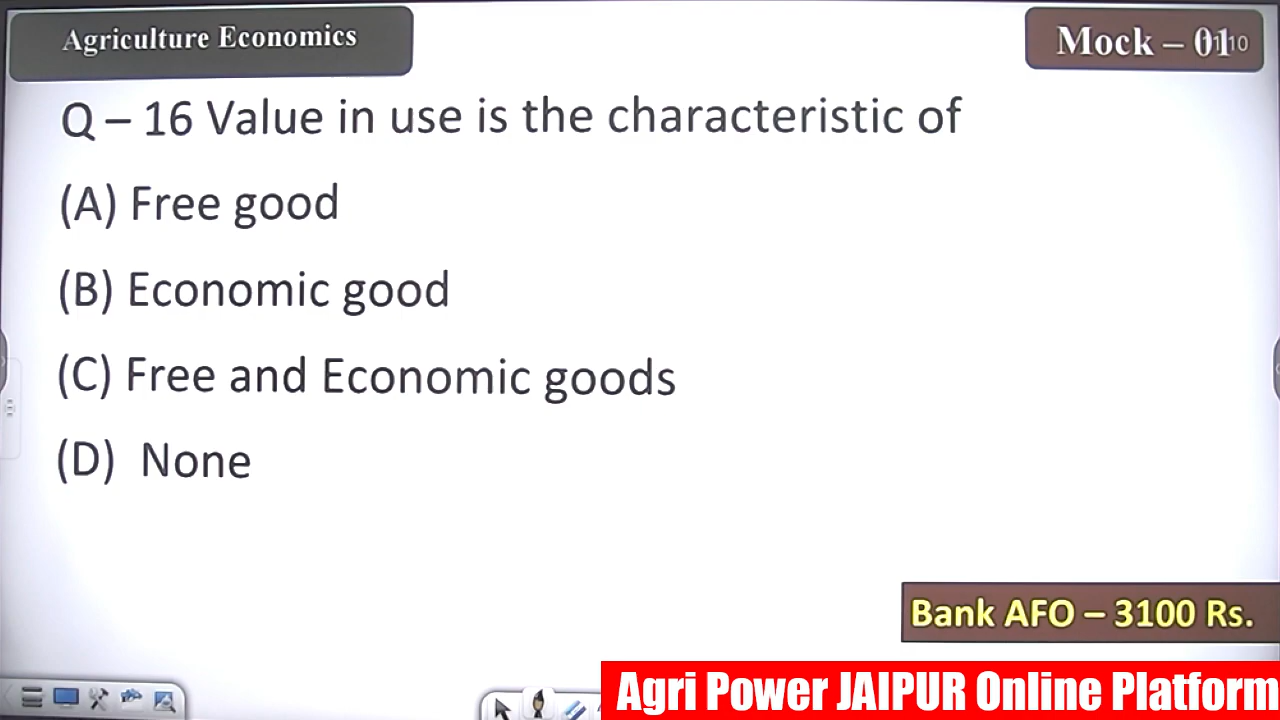 Agriculture Economics
Mock – 01
Q – 16 Value in use is the characteristic of
(A) Free good
(B) Economic good
(C) Free and Economic goods
(D) None
Bank AFO – 3100 Rs.
Agri Power JAIPUR Online Platform